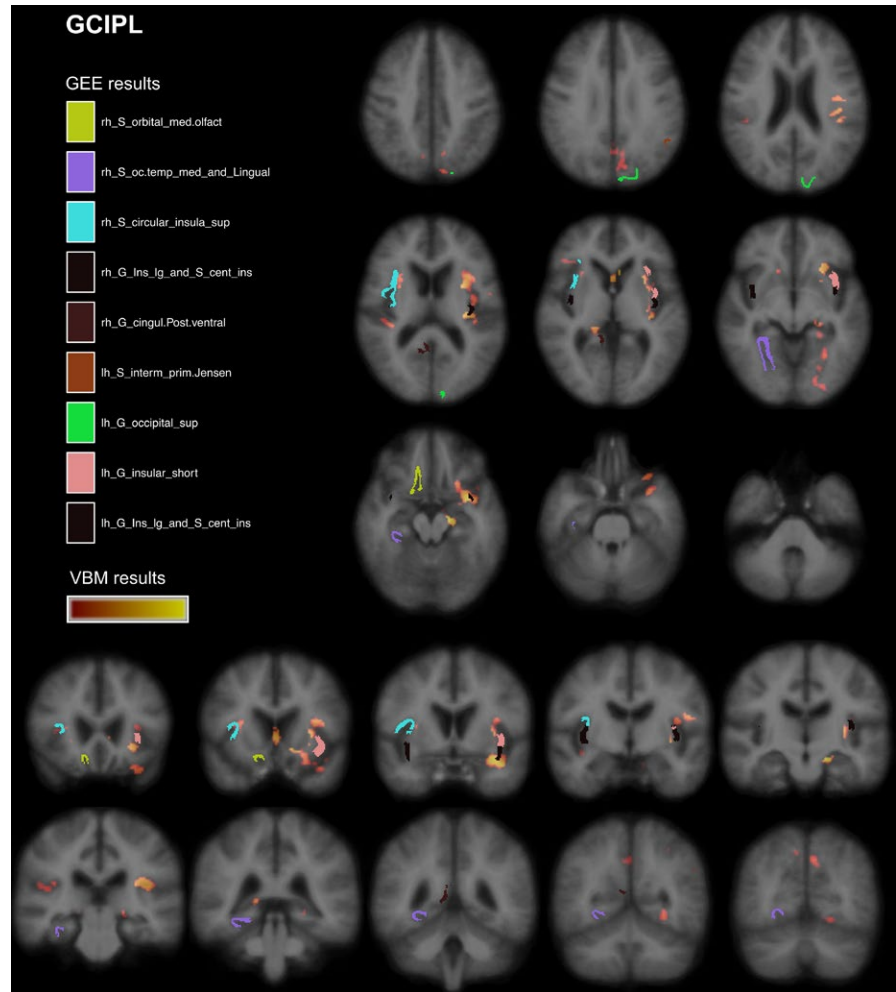 GCIPL
GEE results
rh_S_orbital_med.olfact
rh_S_oc.temp_med_and_Lingual
rh_S_circular_insula_sup
rh_G_Ins_lg_and_S_cent_ins
rh_G_cingul.Post.ventral
lh_S_interm_prim.Jensen
lh_G_occipital_sup
lh_G_insular_short
lh_G_Ins_lg_and_S_cent_ins
VBM results